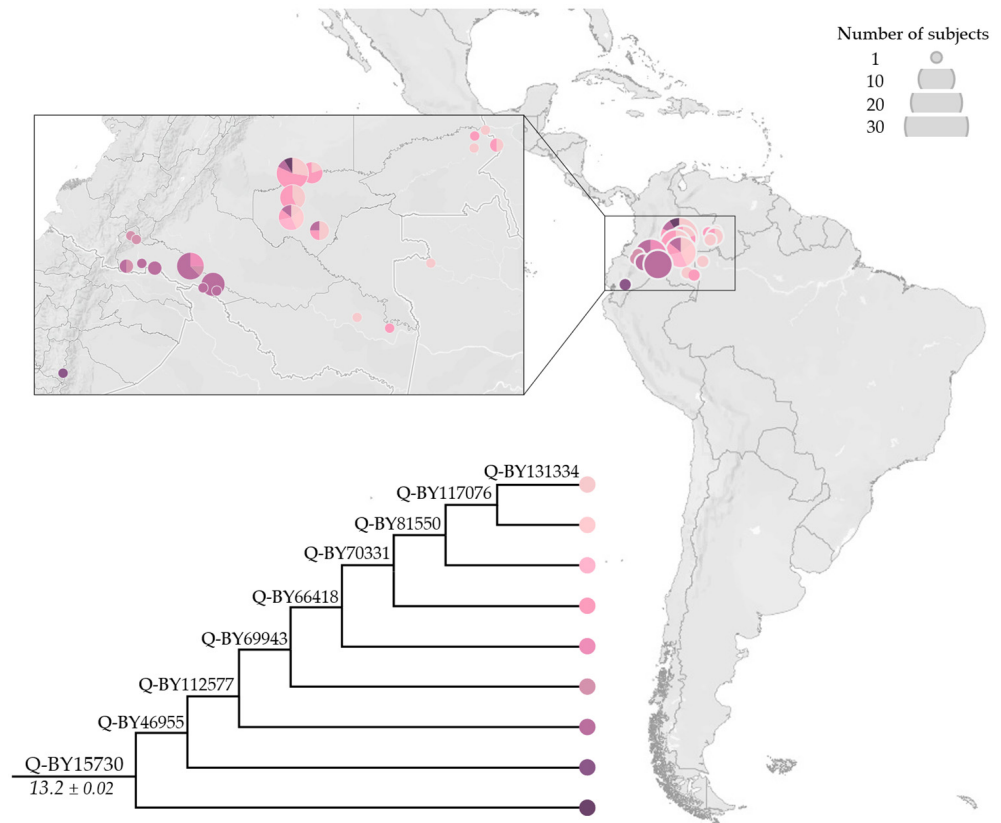 Number of subjects
1
10
20
30
Q-BY131334
Q-BY117076
Q-BY81550
Q-BY70331
Q-BY66418
Q-BY69943
Q-BY112577
Q-BY46955
Q-BY15730
13.2 ± 0.02